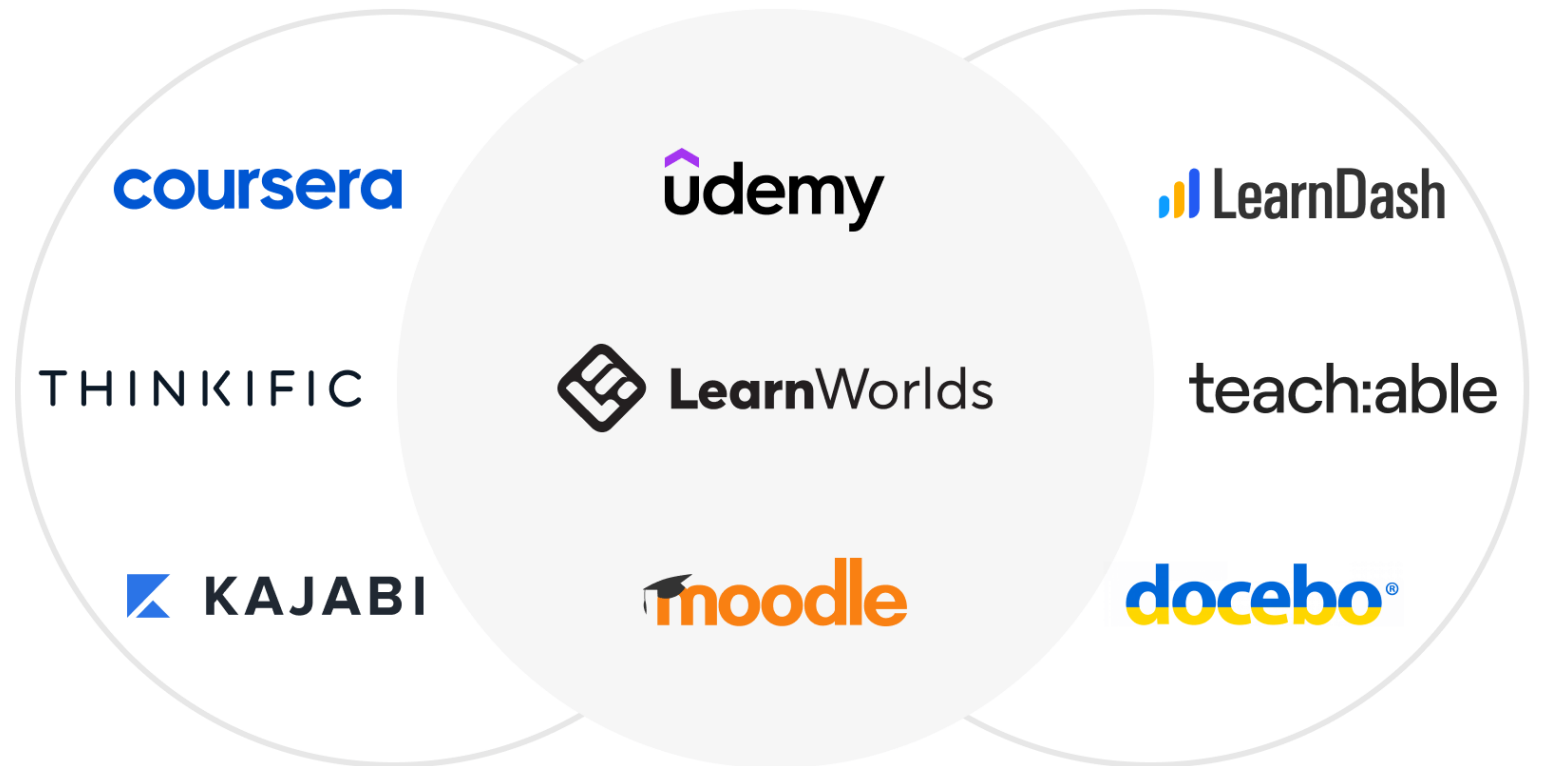 coursera
udemy
LearnDash
THINKIFIC
LearnWorlds
teach:able
KAJABI
moodle
docebo®